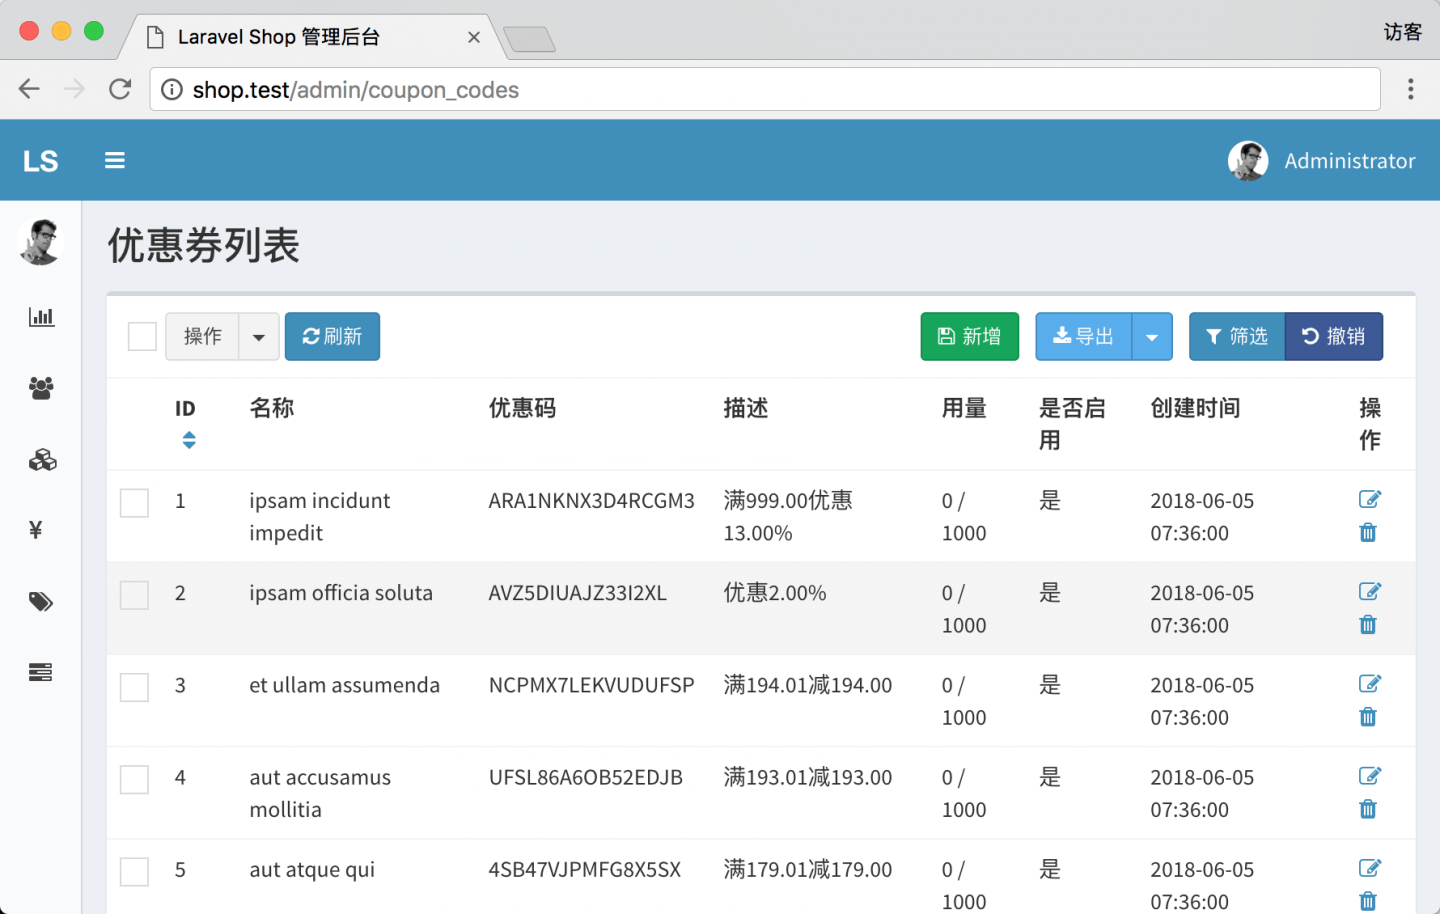 Laravel Shop 管理后台
访客
shop.test/admin/coupon_codes
LS
Administrator
优惠券列表
操作
刷新
新增
导出
筛选
撤销
ID
名称
优惠码
描述
用量
是否启
用
创建时间
操
作
1
ipsam incidunt
impedit
ARA1NKNX3D4RCGM3
满999.00优惠
13.00%
0 /
1000
是
2018-06-05
07:36:00
2
ipsam officia soluta
AVZ5DIUAJZ33I2XL
优惠2.00%
0 /
1000
是
2018-06-05
07:36:00
3
et ullam assumenda
NCPMX7LEKVUDUFSP
满194.01减194.00
0 /
1000
是
2018-06-05
07:36:00
4
aut accusamus
mollitia
UFSL86A6OB52EDJB
满193.01减193.00
0 /
1000
是
2018-06-05
07:36:00
5
aut atque qui
4SB47VJPMFG8X5SX
满179.01减179.00
0 /
1000
是
2018-06-05
07:36:00